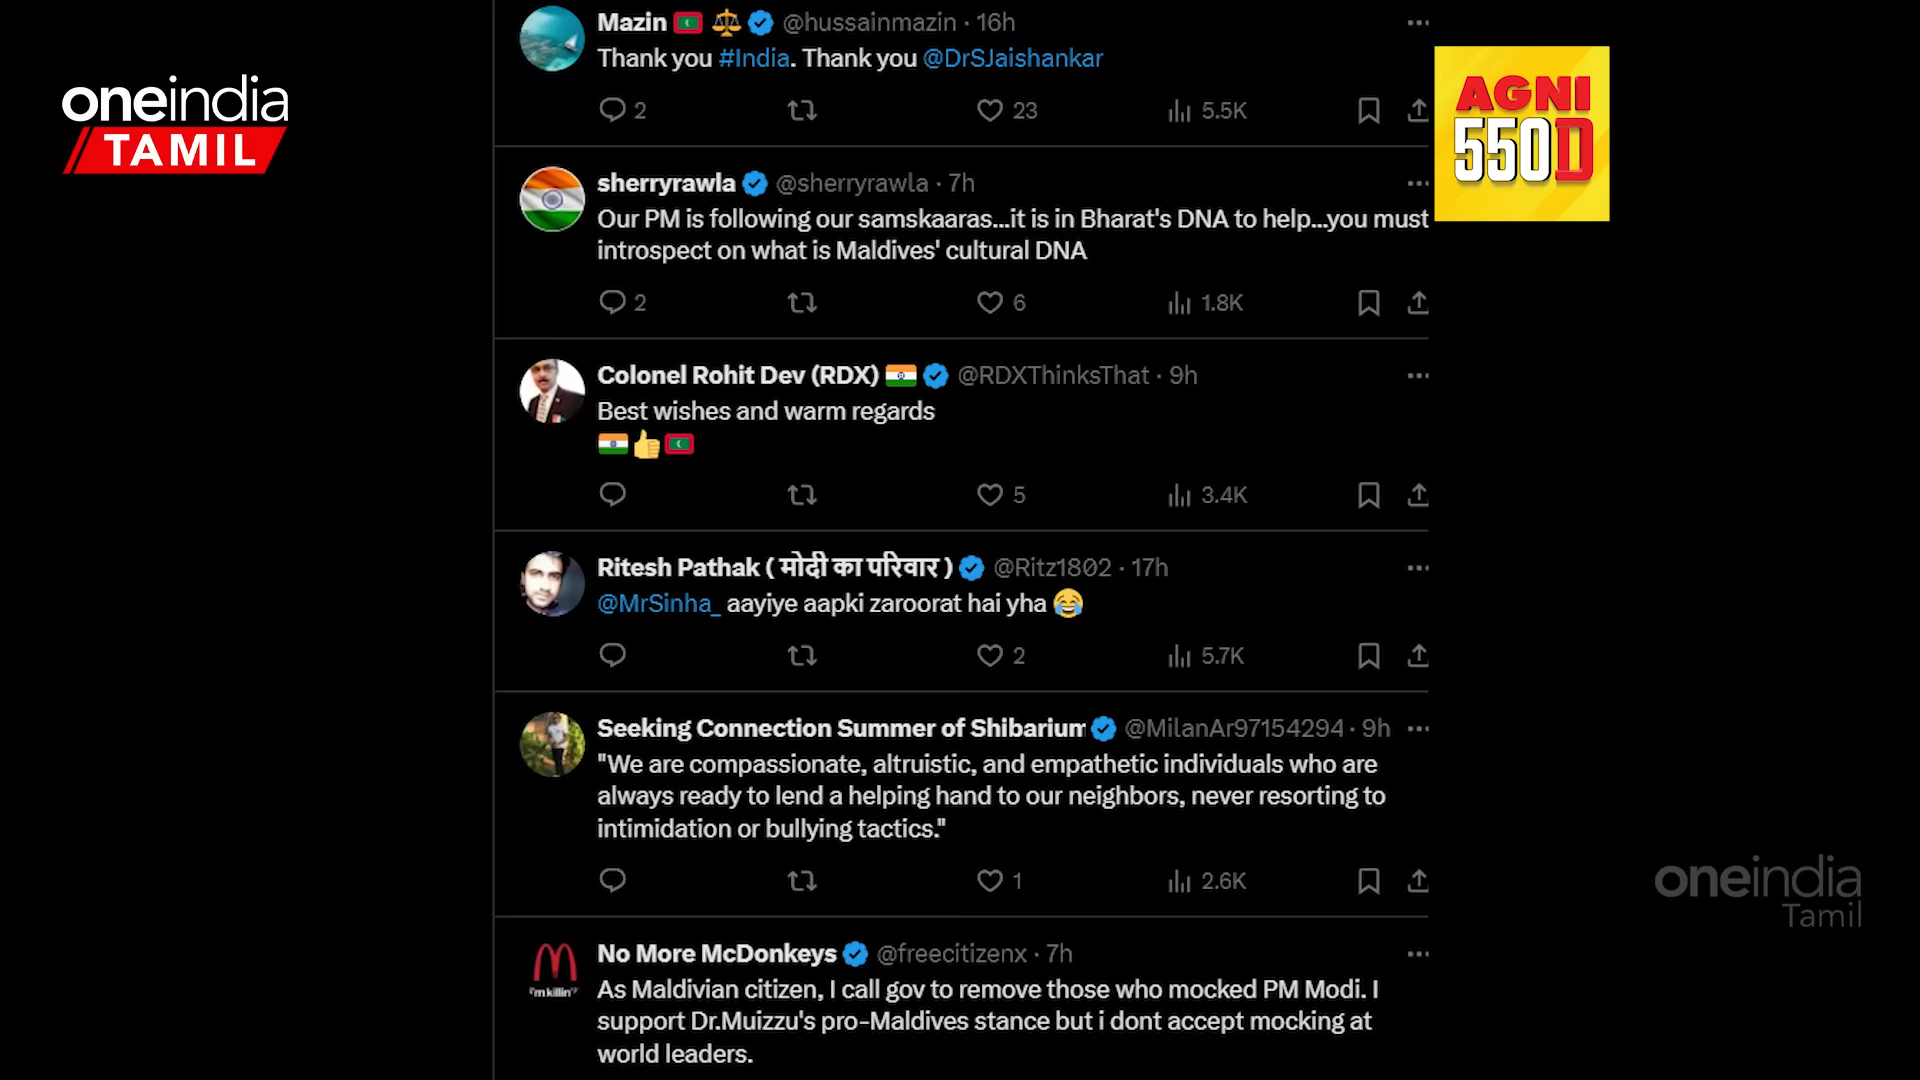 oneindia
TAMIL
Mazin @hussainmazin · 16h
Thank you #India. Thank you @DrSJaishankar
2 23 5.5K
AGNI
550D
sherryrawla @sherryrawla · 7h
Our PM is following our samskaaras...it is in Bharat's DNA to help...you must
introspect on what is Maldives' cultural DNA
2 6 1.8K
Colonel Rohit Dev (RDX) @RDXThinksThat · 9h
Best wishes and warm regards
5 3.4K
Ritesh Pathak ( मोदी का परिवार ) @Ritz1802 · 17h
@MrSinha_ aayiye aapki zaroorat hai yha
2 5.7K
Seeking Connection Summer of Shibarium @MilanAr97154294 · 9h
"We are compassionate, altruistic, and empathetic individuals who are
always ready to lend a helping hand to our neighbors, never resorting to
intimidation or bullying tactics."
1 2.6K
oneindia
Tamil
No More McDonkeys @freecitizenx · 7h
"I'm killin'"
As Maldivian citizen, I call gov to remove those who mocked PM Modi. I
support Dr.Muizzu's pro-Maldives stance but i dont accept mocking at
world leaders.